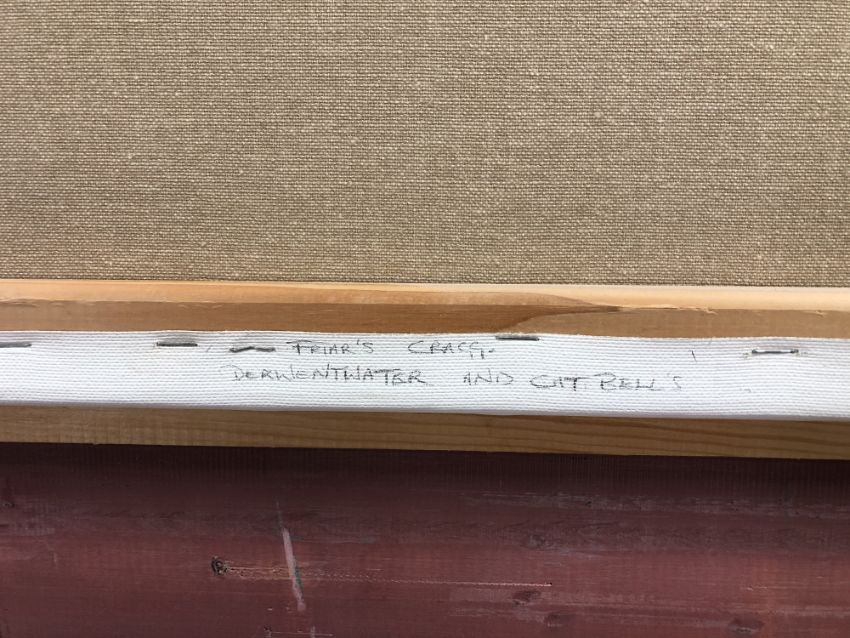 FRIAR'S CRAGG.
DERWENTWATER AND CAT BELL'S